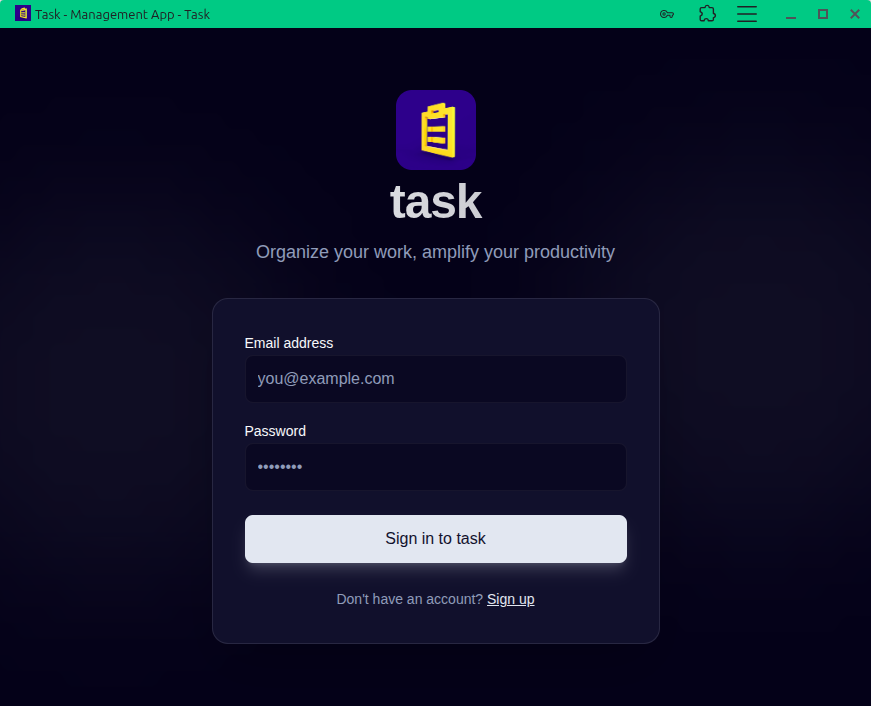 Task - Management App - Task
task
Organize your work, amplify your productivity
Email address
you@example.com
Password
••••••••
Sign in to task
Don't have an account? Sign up